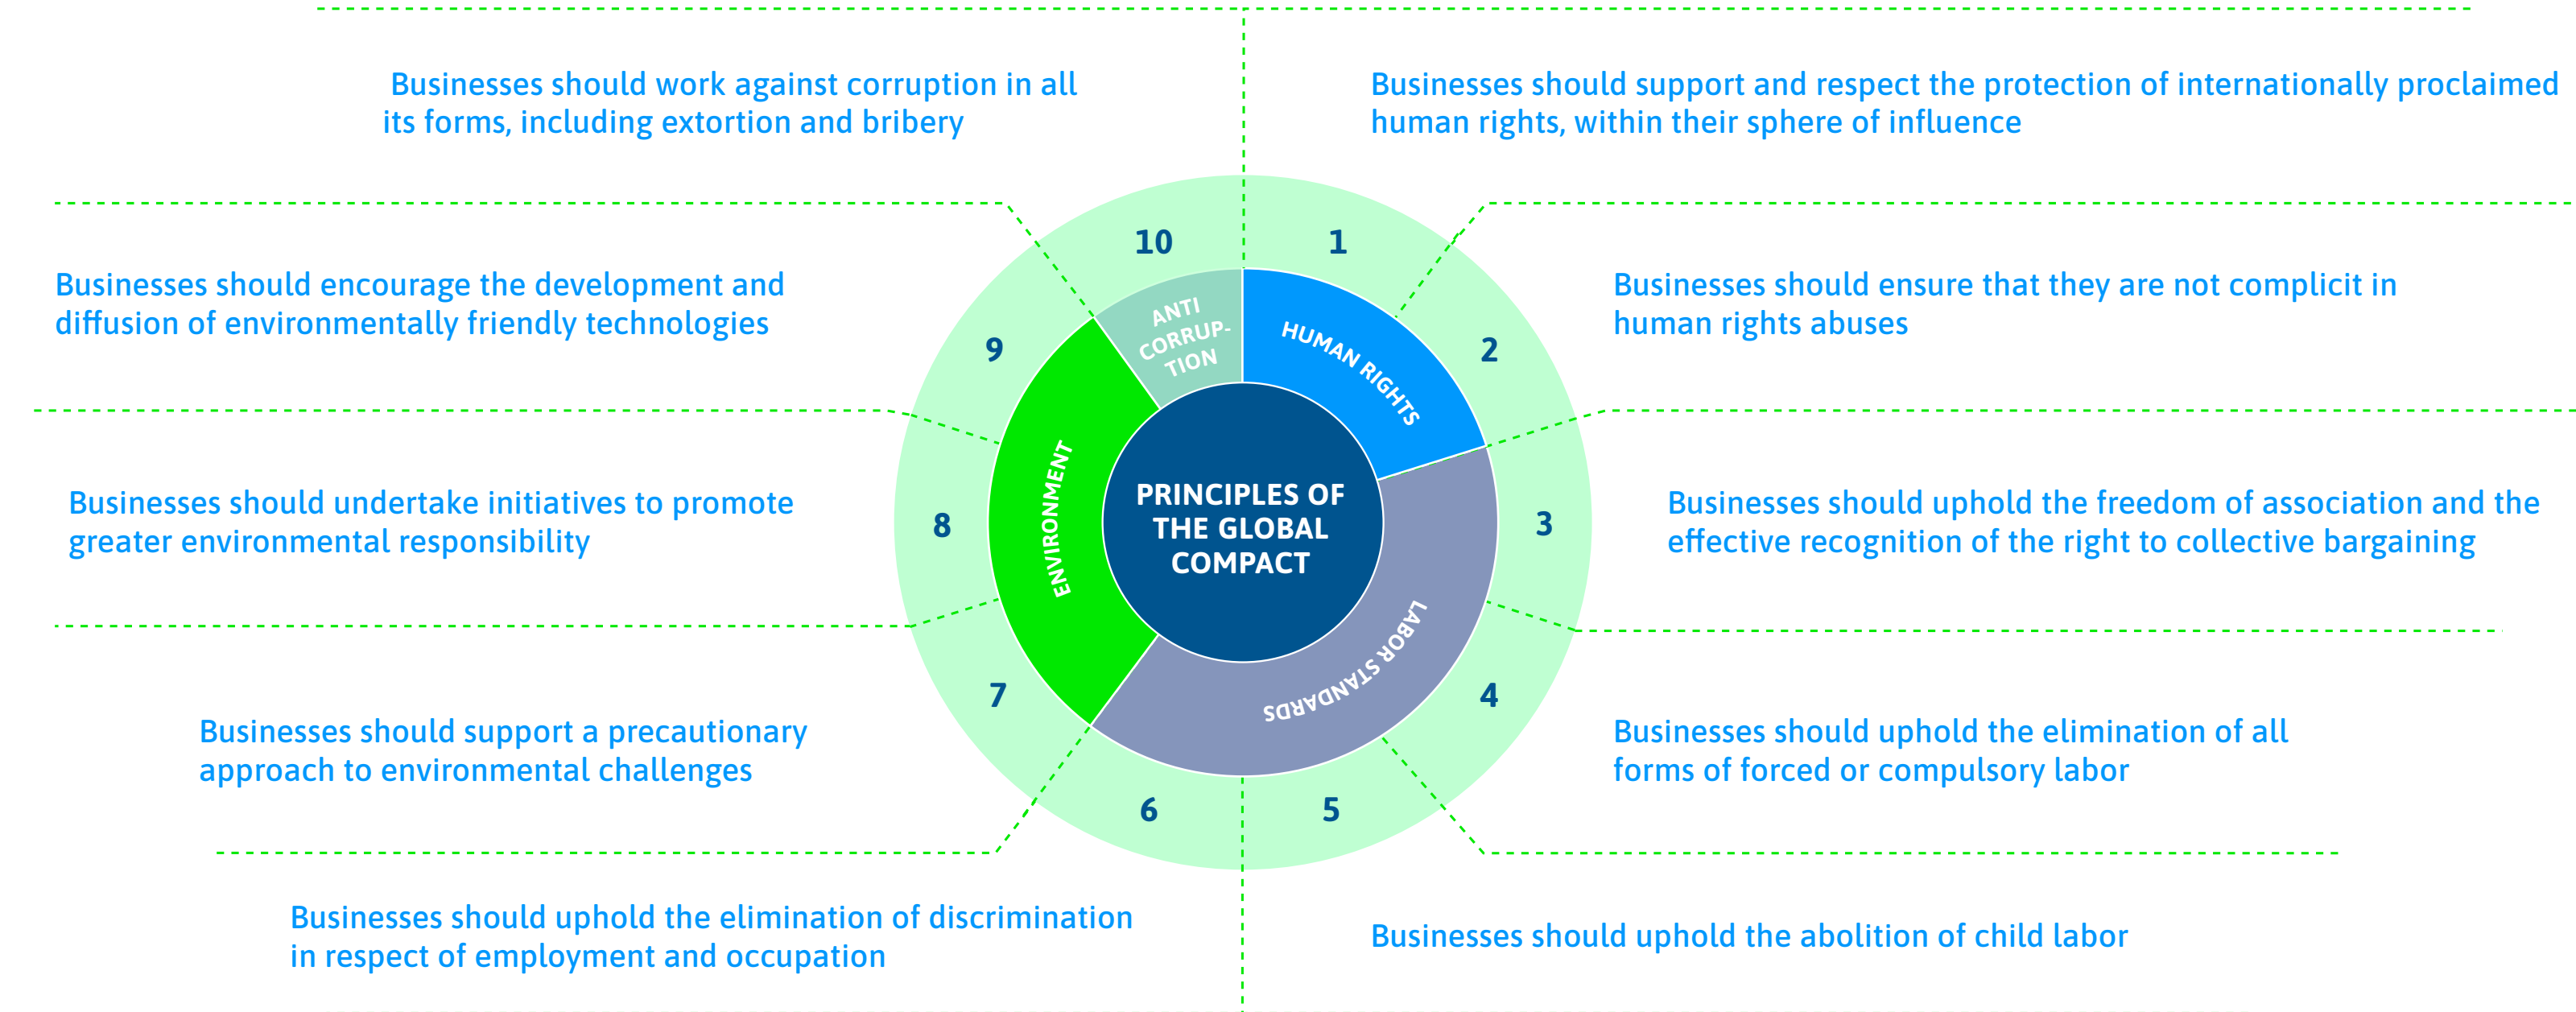 Businesses should work against corruption in all
its forms, including extortion and bribery
Businesses should support and respect the protection of internationally proclaimed
human rights, within their sphere of influence
Businesses should encourage the development and
diffusion of environmentally friendly technologies
Businesses should ensure that they are not complicit in
human rights abuses
Businesses should undertake initiatives to promote
greater environmental responsibility
Businesses should uphold the freedom of association and the
effective recognition of the right to collective bargaining
Businesses should support a precautionary
approach to environmental challenges
Businesses should uphold the elimination of all
forms of forced or compulsory labor
Businesses should uphold the elimination of discrimination
in respect of employment and occupation
Businesses should uphold the abolition of child labor
10
1
9
2
8
3
7
4
6
5
ANTI
CORRUP-
TION
HUMAN RIGHTS
ENVIRONMENT
LABOR STANDARDS
PRINCIPLES OF
THE GLOBAL
COMPACT